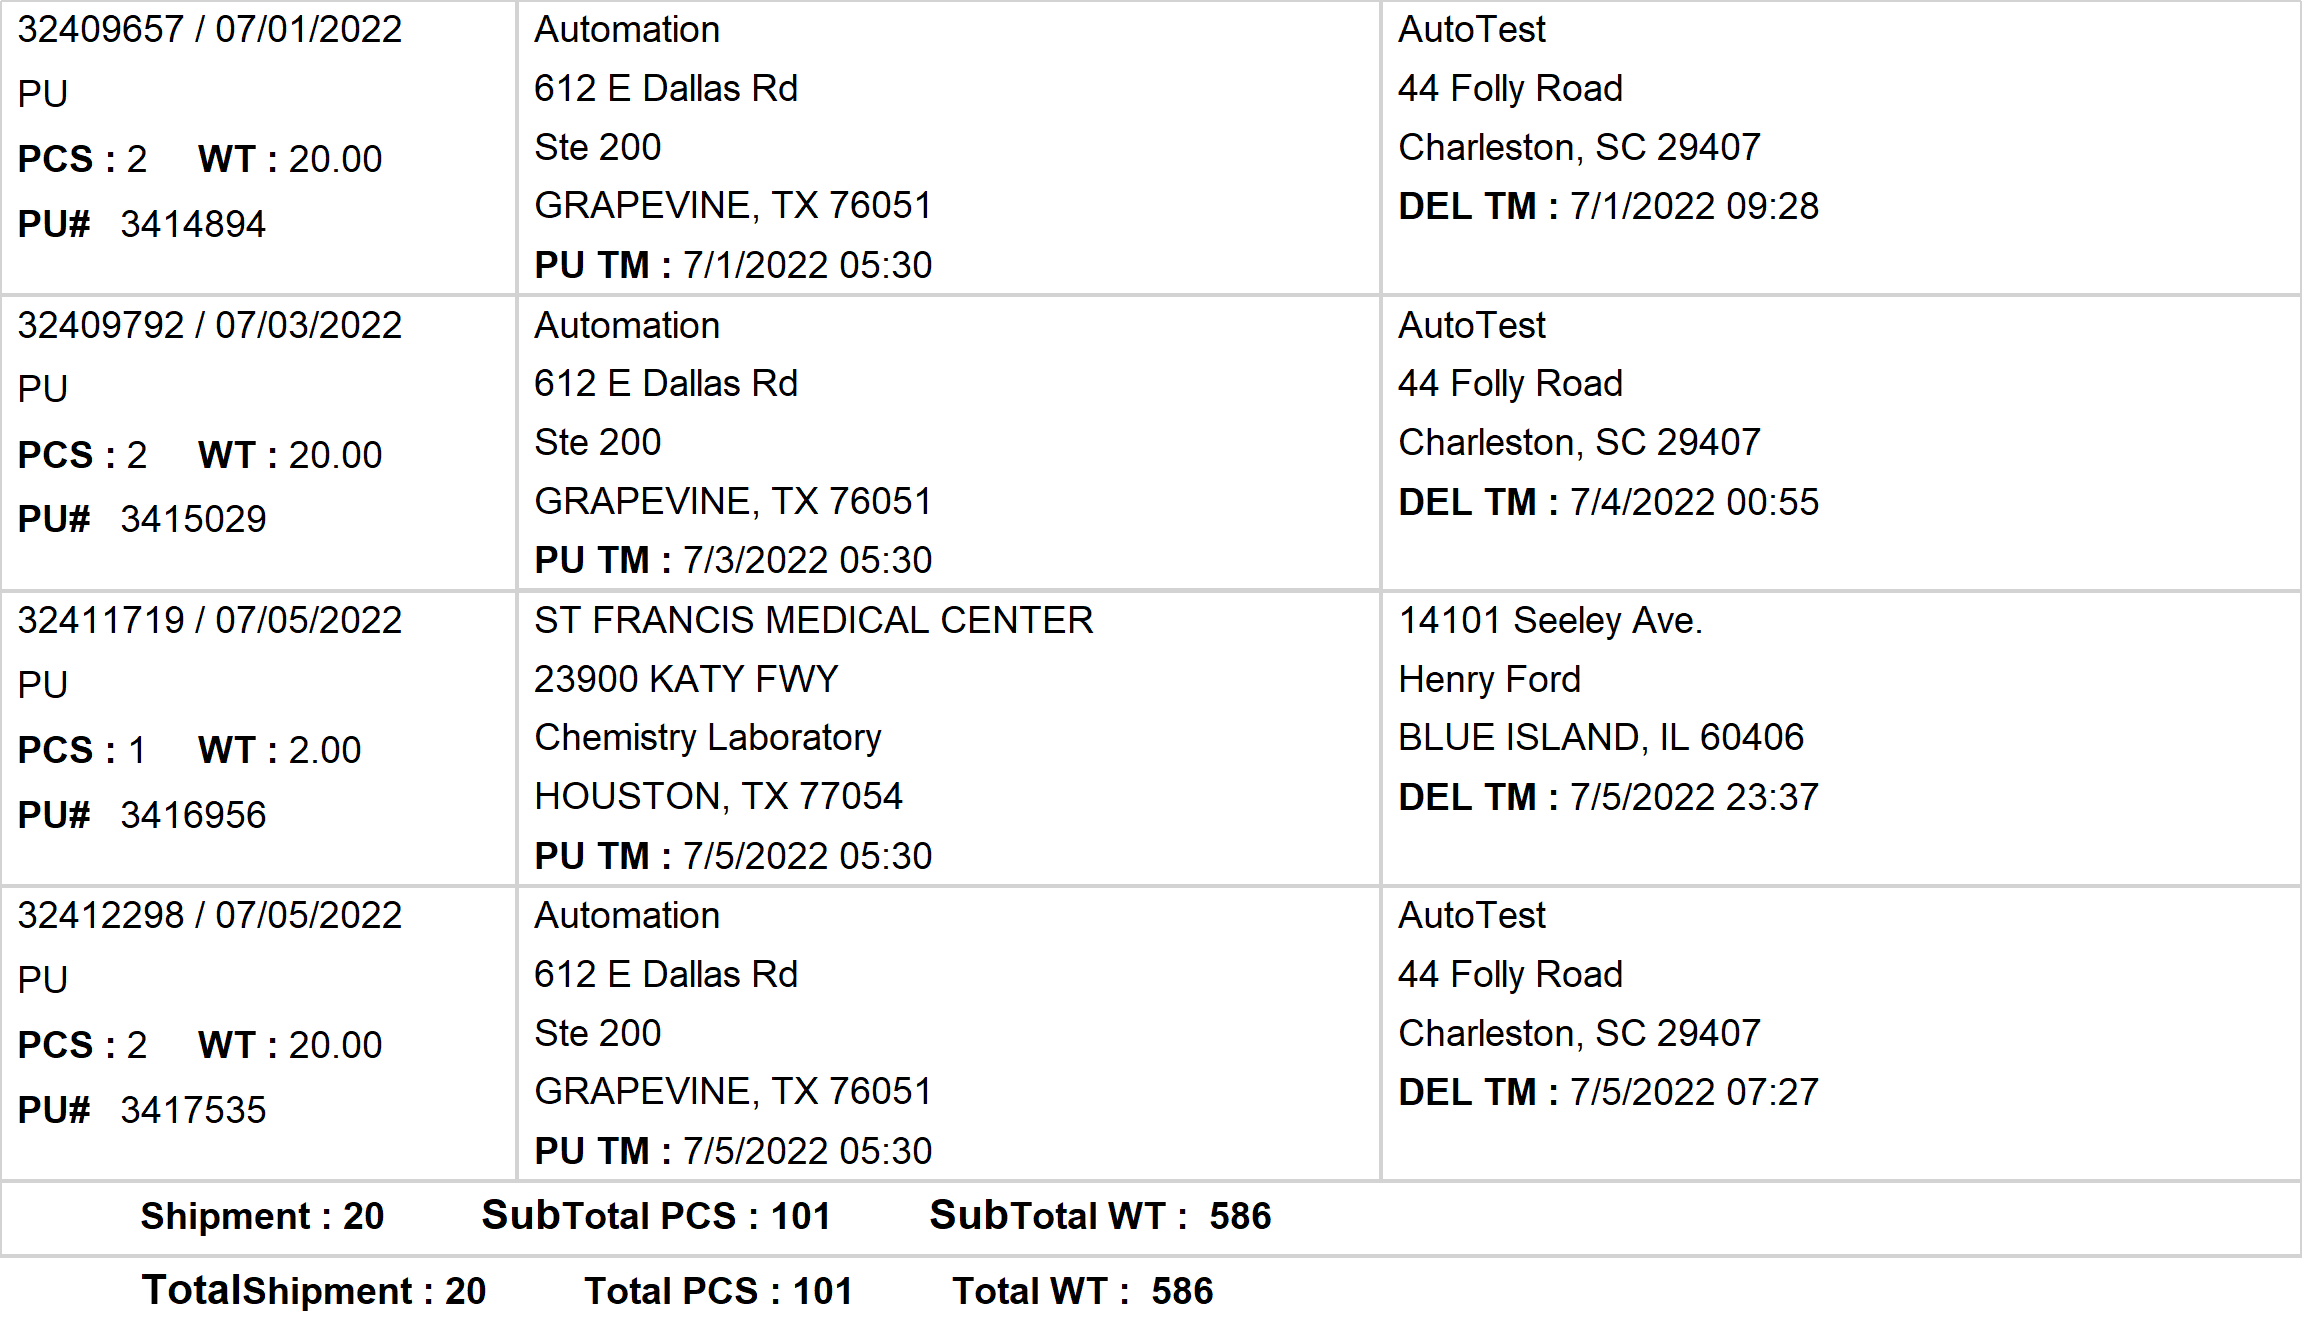 32409657 / 07/01/2022
PU
PCS : 2 WT : 20.00
PU# 3414894
Automation
612 E Dallas Rd
Ste 200
GRAPEVINE, TX 76051
PU TM : 7/1/2022 05:30
AutoTest
44 Folly Road
Charleston, SC 29407
DEL TM : 7/1/2022 09:28
32409792 / 07/03/2022
PU
PCS : 2 WT : 20.00
PU# 3415029
Automation
612 E Dallas Rd
Ste 200
GRAPEVINE, TX 76051
PU TM : 7/3/2022 05:30
AutoTest
44 Folly Road
Charleston, SC 29407
DEL TM : 7/4/2022 00:55
32411719 / 07/05/2022
PU
PCS : 1 WT : 2.00
PU# 3416956
ST FRANCIS MEDICAL CENTER
23900 KATY FWY
Chemistry Laboratory
HOUSTON, TX 77054
PU TM : 7/5/2022 05:30
14101 Seeley Ave.
Henry Ford
BLUE ISLAND, IL 60406
DEL TM : 7/5/2022 23:37
32412298 / 07/05/2022
PU
PCS : 2 WT : 20.00
PU# 3417535
Automation
612 E Dallas Rd
Ste 200
GRAPEVINE, TX 76051
PU TM : 7/5/2022 05:30
AutoTest
44 Folly Road
Charleston, SC 29407
DEL TM : 7/5/2022 07:27
Shipment : 20 SubTotal PCS : 101 SubTotal WT : 586
TotalShipment : 20 Total PCS : 101 Total WT : 586